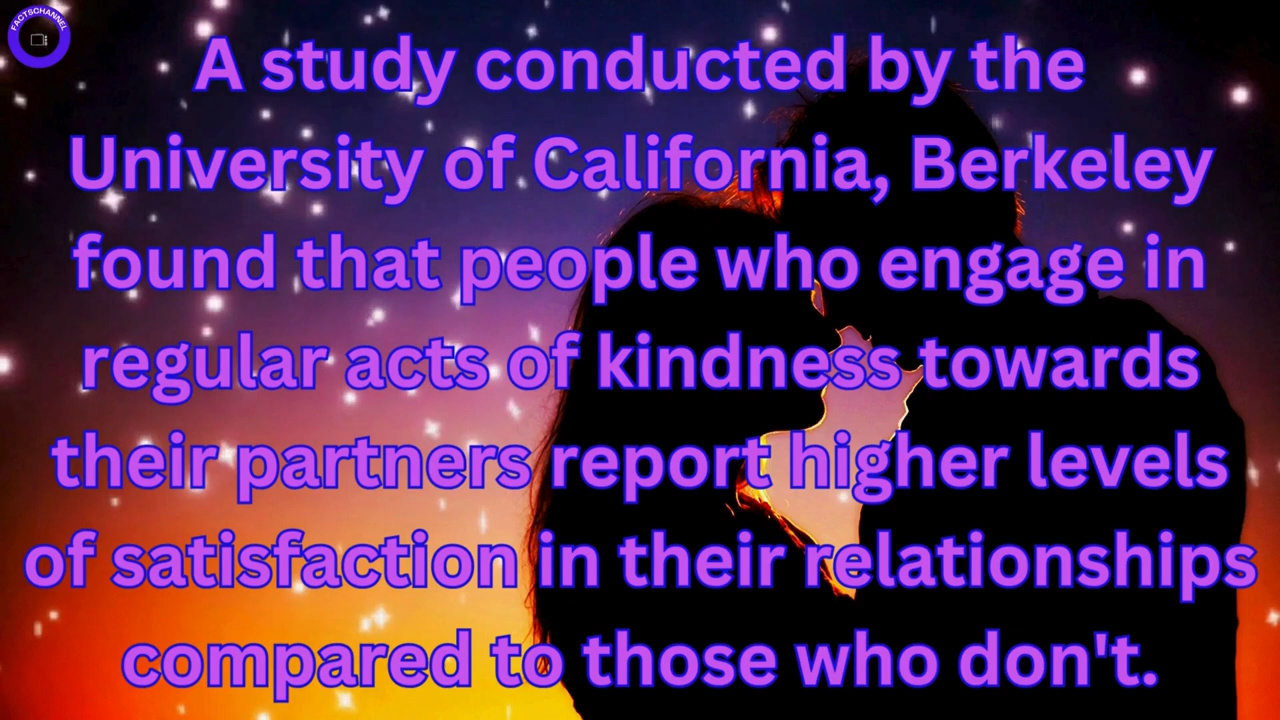 FACTSCHANNEL
A study conducted by the
University of California, Berkeley
found that people who engage in
regular acts of kindness towards
their partners report higher levels
of satisfaction in their relationships
compared to those who don't.